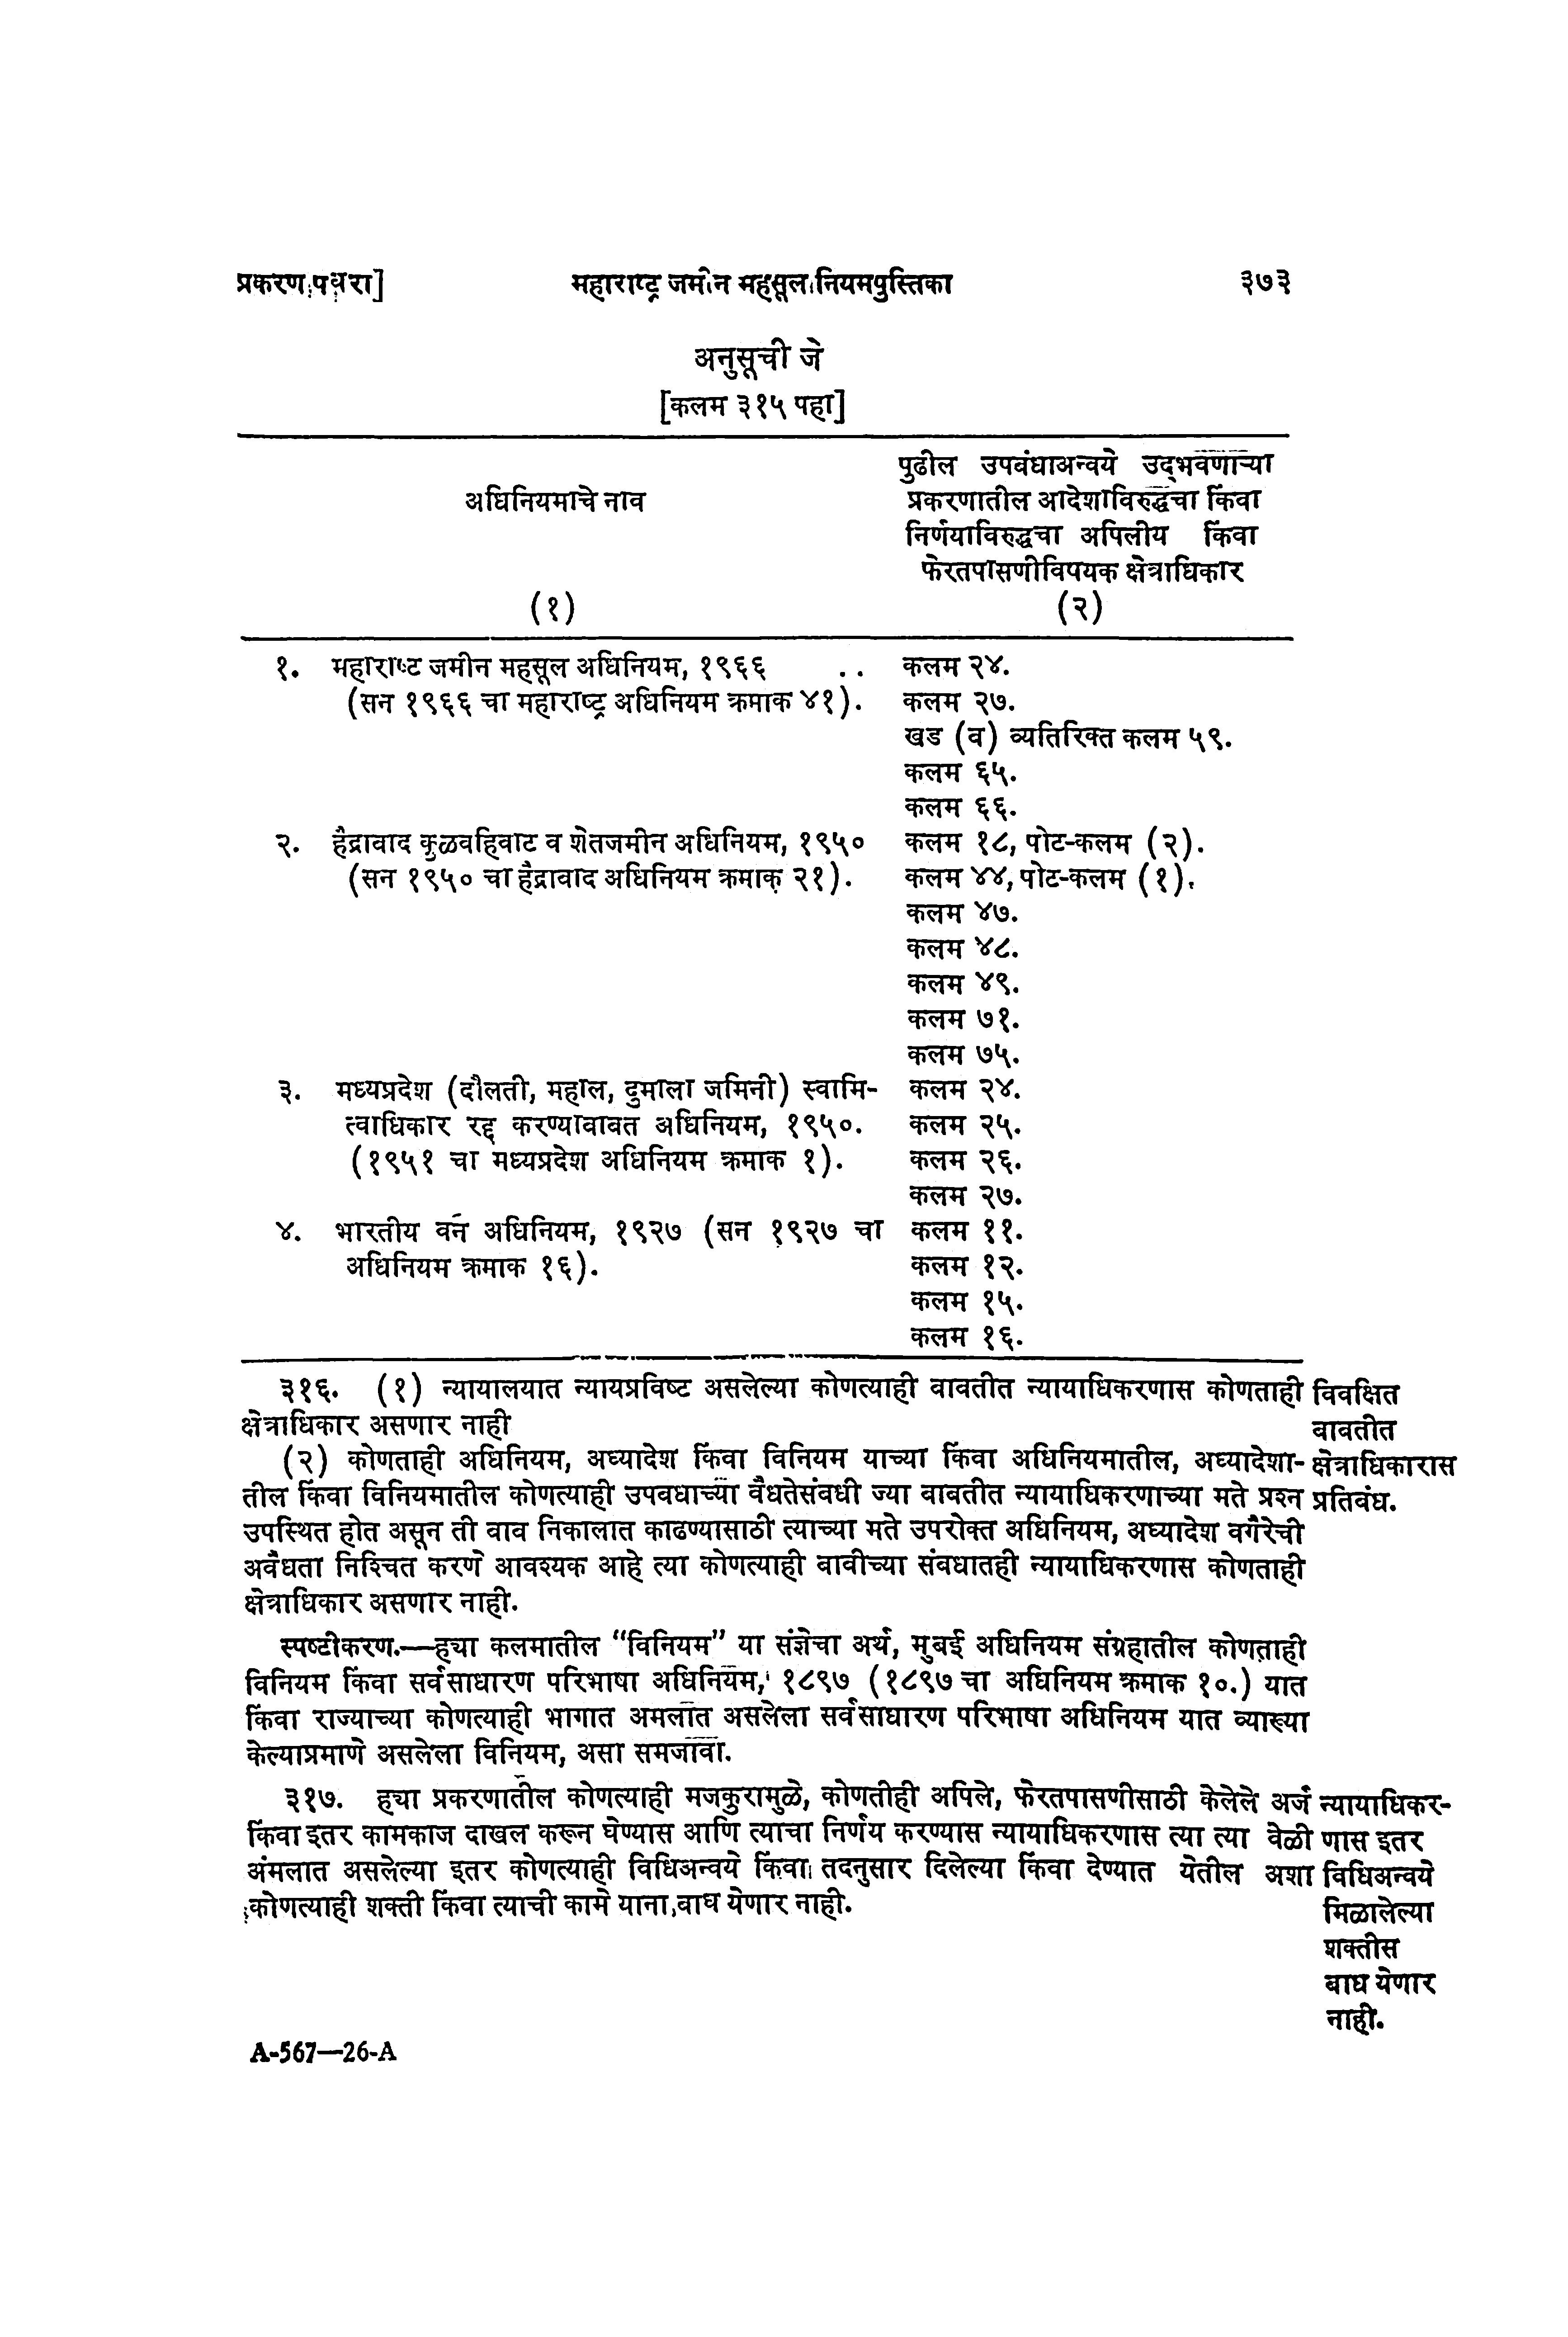 प्रकरण पधरा] महाराष्ट्र जमीन महसूल नियमपुस्तिका ३७३
अनुसूची जे
[कलम ३१५ पहा]
अधिनियमाचे नाव
(१)
पुढील उपबंधाअन्वये उद्‌भवणाऱ्या
प्रकरणातील आदेशाविरुद्धचा किंवा
निर्णयाविरुद्धचा अपिलीय किंवा
फेरतपासणीविषयक क्षेत्राधिकार
(२)
१. महाराष्ट जमीन महसूल अधिनियम, १९६६ .. कलम २४.
(सन १९६६ चा महाराष्ट्र अधिनियम क्रमाक ४१). कलम २७.
खड (व) व्यतिरिक्त कलम ५९.
कलम ६५.
कलम ६६.
२. हैद्रावाद कुळवहिवाट व शेतजमीन अधिनियम, १९५० कलम १८, पोट-कलम (२).
(सन १९५० चा हैद्रावाद अधिनियम क्रमाक २१). कलम ४४, पोट-कलम (१).
कलम ४७.
कलम ४८.
कलम ४९.
कलम ७१.
कलम ७५.
३. मध्यप्रदेश (दौलती, महाल, दुमाला जमिनी) स्वामि- कलम २४.
त्वाधिकार रद्द करण्यावावत अधिनियम, १९५०. कलम २५.
(१९५१ चा मध्यप्रदेश अधिनियम क्रमाक १). कलम २६.
कलम २७.
४. भारतीय वन अधिनियम, १९२७ (सन १९२७ चा कलम ११.
अधिनियम क्रमाक १६). कलम १२.
कलम १५.
कलम १६.
३१६. (१) न्यायालयात न्यायप्रविष्ट असलेल्या कोणत्याही वावतीत न्यायाधिकरणास कोणताही
क्षेत्राधिकार असणार नाही
(२) कोणताही अधिनियम, अध्यादेश किंवा विनियम याच्या किंवा अधिनियमातील, अध्यादेशा-
तील किंवा विनियमातील कोणत्याही उपवधाच्या वैधतेसंवधी ज्या वावतीत न्यायाधिकरणाच्या मते प्रश्न
उपस्थित होत असून ती वाव निकालात काढण्यासाठी त्याच्या मते उपरोक्त अधिनियम, अध्यादेश वगैरेची
अवैधता निश्चित करणे आवश्यक आहे त्या कोणत्याही वावीच्या संवधातही न्यायाधिकरणास कोणताही
क्षेत्राधिकार असणार नाही.
विवक्षित
वावतीत
क्षेत्राधिकारास
प्रतिवंध.
स्पष्टीकरण.—ह्या कलमातील “विनियम” या संज्ञेचा अर्थ, मुबई अधिनियम संग्रहातील कोणताही
विनियम किंवा सर्वसाधारण परिभाषा अधिनियम, १८९७ (१८९७ चा अधिनियम क्रमाक १०.) यात
किंवा राज्याच्या कोणत्याही भागात अमलात असलेला सर्वसाधारण परिभाषा अधिनियम यात व्याख्या
केल्याप्रमाणे असलेला विनियम, असा समजावा.
३१७. ह्या प्रकरणातील कोणत्याही मजकुरामुळे, कोणतीही अपिले, फेरतपासणीसाठी केलेले अर्ज
किंवा इतर कामकाज दाखल करून घेण्यास आणि त्याचा निर्णय करण्यास न्यायाधिकरणास त्या त्या वेळी
अंमलात असलेल्या इतर कोणत्याही विधिअन्वये किंवा तदनुसार दिलेल्या किंवा देण्यात येतील अशा
कोणत्याही शक्ती किंवा त्याची कामे याना वाध येणार नाही.
न्यायाधिकर-
णास इतर
विधिअन्वये
मिळालेल्या
शक्तीस
बाध येणार
नाही.
A-567—26-A